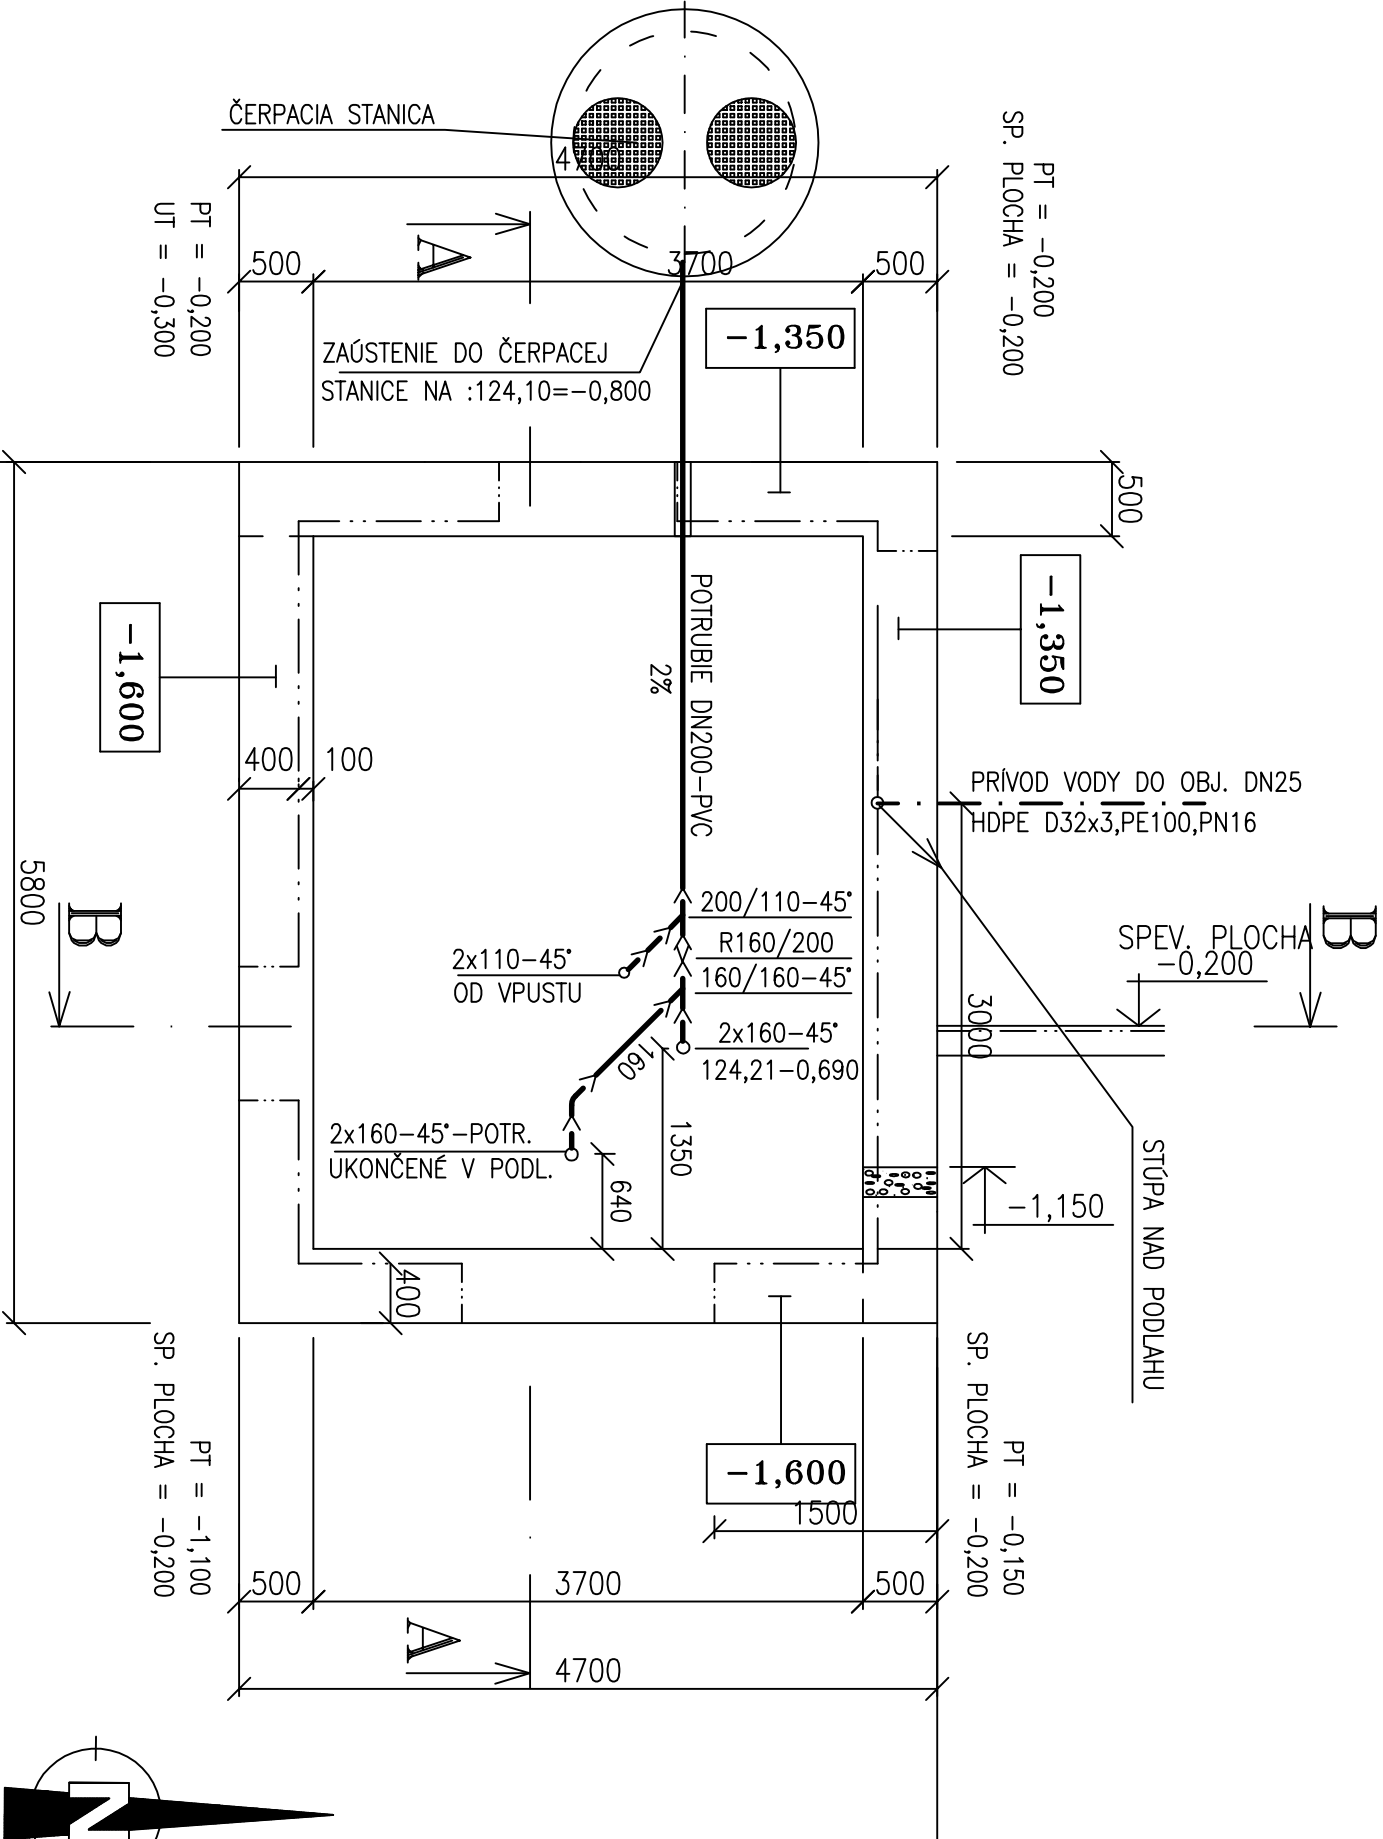 ČERPACIA STANICA
4700
500
3700
500
A
PT = -0,200
UT = -0,300
PT = -0,200
SP. PLOCHA = -0,200
-1,350
ZAÚSTENIE DO ČERPACEJ
STANICE NA :124,10=-0,800
500
-1,350
-1,600
POTRUBIE DN200-PVC
2%
400
100
PRÍVOD VODY DO OBJ. DN25
HDPE D32x3,PE100,PN16
5800
B
B
SPEV. PLOCHA
-0,200
200/110-45°
R160/200
160/160-45°
2x110-45°
OD VPUSTU
2x160-45°
124,21-0,690
160
3000
1350
2x160-45°-POTR.
UKONČENÉ V PODL.
640
-1,150
STÚPA NAD PODLAHU
400
PT = -1,100
SP. PLOCHA = -0,200
PT = -0,150
SP. PLOCHA = -0,200
-1,600
1500
500
3700
500
A
4700
N